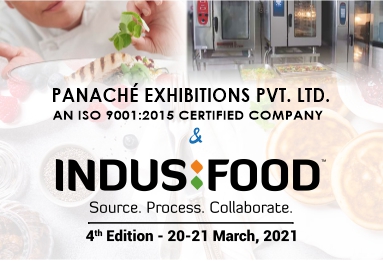 PANACHÉ EXHIBITIONS PVT. LTD.
AN ISO 9001:2015 CERTIFIED COMPANY
&
INDUS:FOOD™
Source. Process. Collaborate.
4th Edition - 20-21 March, 2021